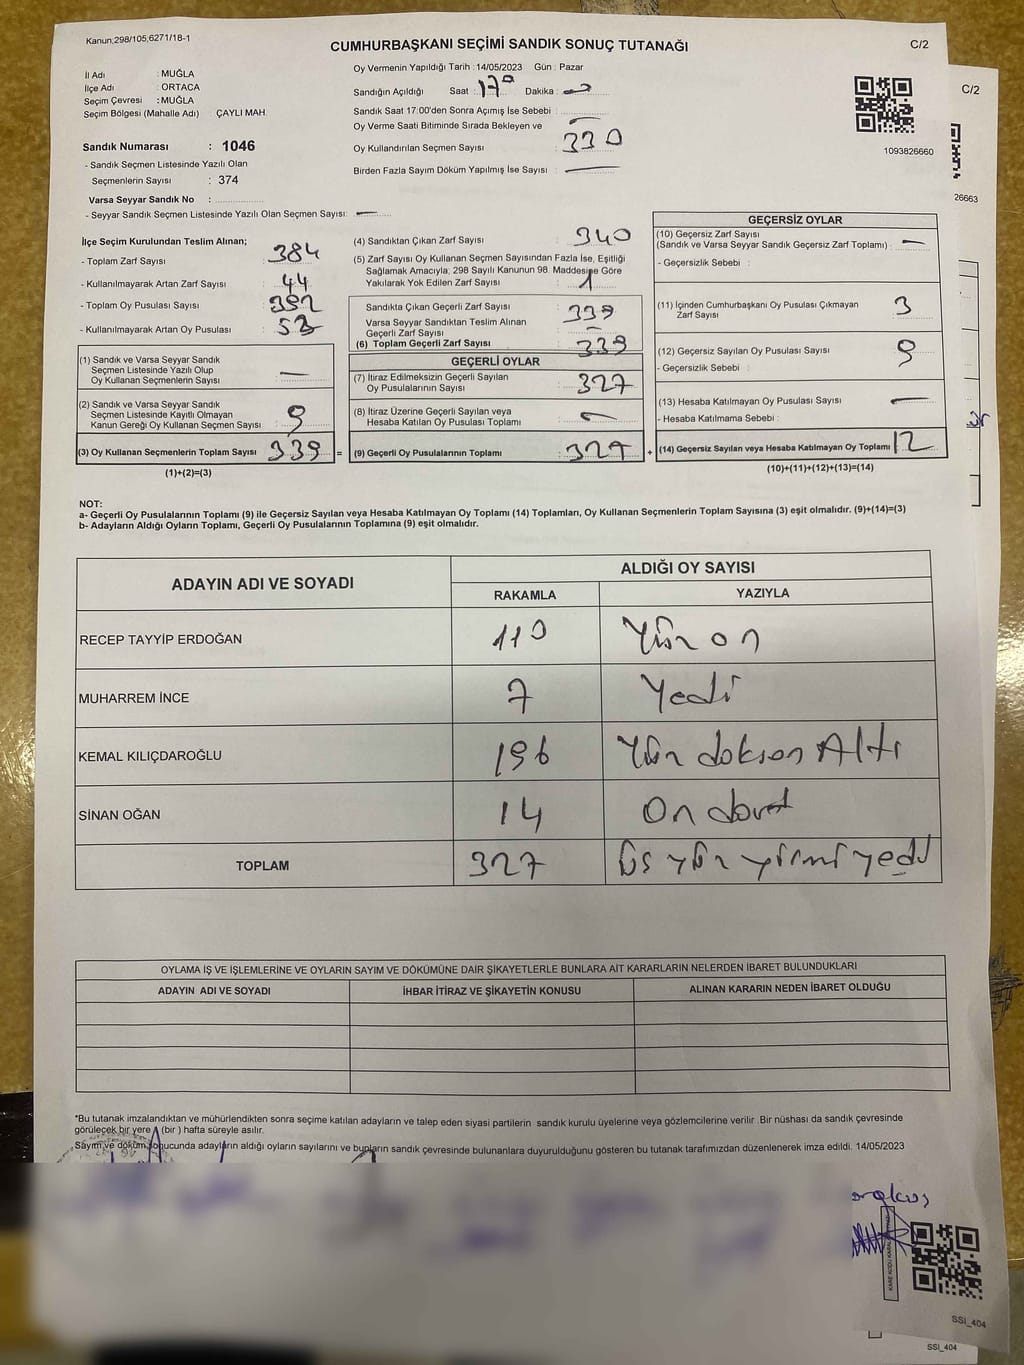 Kanun;298/105;6271/18-1
CUMHURBAŞKANI SEÇİMİ SANDIK SONUÇ TUTANAĞI
C/2
C/2
İl Adı : MUĞLA
İlçe Adı : ORTACA
Seçim Çevresi : MUĞLA
Seçim Bölgesi (Mahalle Adı) ÇAYLI MAH.
Sandık Numarası : 1046
- Sandık Seçmen Listesinde Yazılı Olan
Seçmenlerin Sayısı : 374
Varsa Seyyar Sandık No :
- Seyyar Sandık Seçmen Listesinde Yazılı Olan Seçmen Sayısı: —
Oy Vermenin Yapıldığı Tarih : 14/05/2023 Gün : Pazar
Sandığın Açıldığı Saat : 17⁰ Dakika : —
Sandık Saat 17:00'den Sonra Açımış İse Sebebi :
Oy Verme Saati Bitiminde Sırada Bekleyen ve : —
Oy Kullandırılan Seçmen Sayısı : 330
Birden Fazla Sayım Döküm Yapılmış İse Sayısı : —
1093826660
26663
İlçe Seçim Kurulundan Teslim Alınan;
- Toplam Zarf Sayısı : 384
- Kullanılmayarak Artan Zarf Sayısı : 44
- Toplam Oy Pusulası Sayısı : 392
- Kullanılmayarak Artan Oy Pusulası : 53
(1) Sandık ve Varsa Seyyar Sandık
Seçmen Listesinde Yazılı Olup
Oy Kullanan Seçmenlerin Sayısı : —
(2) Sandık ve Varsa Seyyar Sandık
Seçmen Listesinde Kayıtlı Olmayan
Kanun Gereği Oy Kullanan Seçmen Sayısı : 9
(3) Oy Kullanan Seçmenlerin Toplam Sayısı : 339 =
(1)+(2)=(3)
(4) Sandıktan Çıkan Zarf Sayısı : 340
(5) Zarf Sayısı Oy Kullanan Seçmen Sayısından Fazla İse, Eşitliği
Sağlamak Amacıyla; 298 Sayılı Kanunun 98. Maddesine Göre
Yakılarak Yok Edilen Zarf Sayısı : 1
Sandıkta Çıkan Geçerli Zarf Sayısı : 339
Varsa Seyyar Sandıktan Teslim Alınan
Geçerli Zarf Sayısı : —
(6) Toplam Geçerli Zarf Sayısı : 339
GEÇERLİ OYLAR
(7) İtiraz Edilmeksizin Geçerli Sayılan
Oy Pusulalarının Sayısı : 327
(8) İtiraz Üzerine Geçerli Sayılan veya
Hesaba Katılan Oy Pusulası Toplamı : —
(9) Geçerli Oy Pusulalarının Toplamı : 327 +
GEÇERSİZ OYLAR
(10) Geçersiz Zarf Sayısı
(Sandık ve Varsa Seyyar Sandık Geçersiz Zarf Toplamı) : —
- Geçersizlik Sebebi :
(11) İçinden Cumhurbaşkanı Oy Pusulası Çıkmayan
Zarf Sayısı : 3
(12) Geçersiz Sayılan Oy Pusulası Sayısı : 9
- Geçersizlik Sebebi :
(13) Hesaba Katılmayan Oy Pusulası Sayısı : —
- Hesaba Katılmama Sebebi :
(14) Geçersiz Sayılan veya Hesaba Katılmayan Oy Toplamı : 12
(10)+(11)+(12)+(13)=(14)
NOT:
a- Geçerli Oy Pusulalarının Toplamı (9) ile Geçersiz Sayılan veya Hesaba Katılmayan Oy Toplamı (14) Toplamları, Oy Kullanan Seçmenlerin Toplam Sayısına (3) eşit olmalıdır. (9)+(14)=(3)
b- Adayların Aldığı Oyların Toplamı, Geçerli Oy Pusulalarının Toplamına (9) eşit olmalıdır.
ADAYIN ADI VE SOYADI ALDIĞI OY SAYISI
RAKAMLA YAZIYLA
RECEP TAYYİP ERDOĞAN 110 Yüz on
MUHARREM İNCE 7 Yedi
KEMAL KILIÇDAROĞLU 196 Yüz doksan Altı
SİNAN OĞAN 14 On dört
TOPLAM 327 Üç yüz yirmi yedi
OYLAMA İŞ VE İŞLEMLERİNE VE OYLARIN SAYIM VE DÖKÜMÜNE DAİR ŞİKAYETLERLE BUNLARA AİT KARARLARIN NELERDEN İBARET BULUNDUKLARI
ADAYIN ADI VE SOYADI İHBAR İTİRAZ VE ŞİKAYETİN KONUSU ALINAN KARARIN NEDEN İBARET OLDUĞU
*Bu tutanak imzalandıktan ve mühürlendikten sonra seçime katılan adayların ve talep eden siyasi partilerin sandık kurulu üyelerine veya gözlemcilerine verilir. Bir nüshası da sandık çevresinde
görülecek bir yere (bir ) hafta süreyle asılır.
Sayım ve döküm sonucunda adayların aldığı oyların sayılarını ve bunların sandık çevresinde bulunanlara duyurulduğunu gösteren bu tutanak tarafımızdan düzenlenerek imza edildi. 14/05/2023
SSI_404
SSI_404